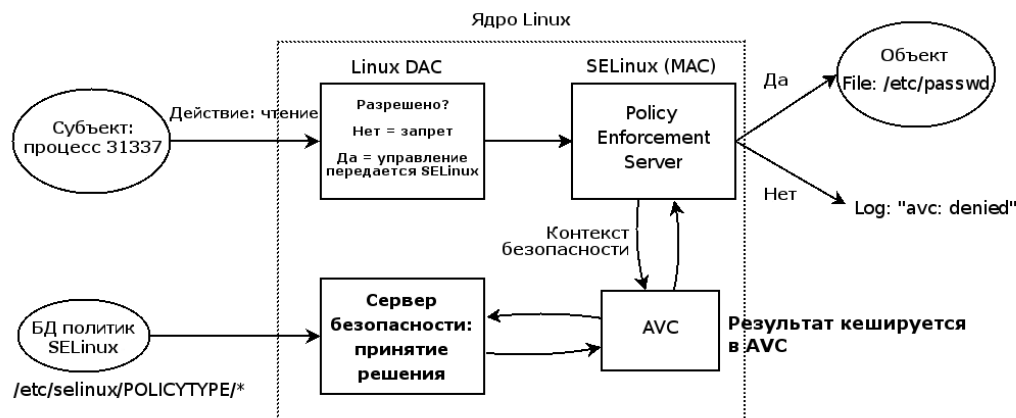 Ядро Linux
Linux DAC
SELinux (MAC)
Субъект:
процесс 31337
Действие: чтение
Разрешено?
Нет = запрет
Да = управление
передается SELinux
Policy
Enforcement
Server
Да
Нет
Объект
File: /etc/passwd
Log: "avc: denied"
Контекст
безопасности
БД политик
SELinux
/etc/selinux/POLICYTYPE/*
Сервер
безопасности:
принятие
решения
AVC
Результат кешируется
в AVC